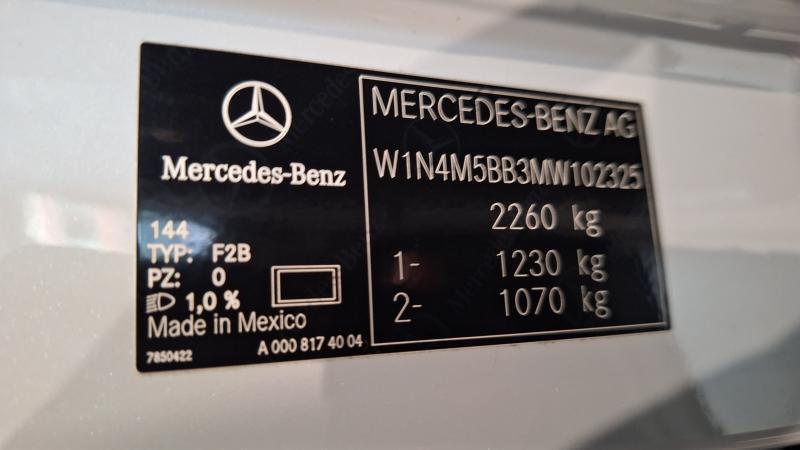 Mercedes-Benz
144
TYP: F2B
PZ: 0
1,0 %
Made in Mexico
7850422
A 000 817 40 04
MERCEDES-BENZ AG
W1N4M5BB3MW102325
2260 kg
1- 1230 kg
2- 1070 kg